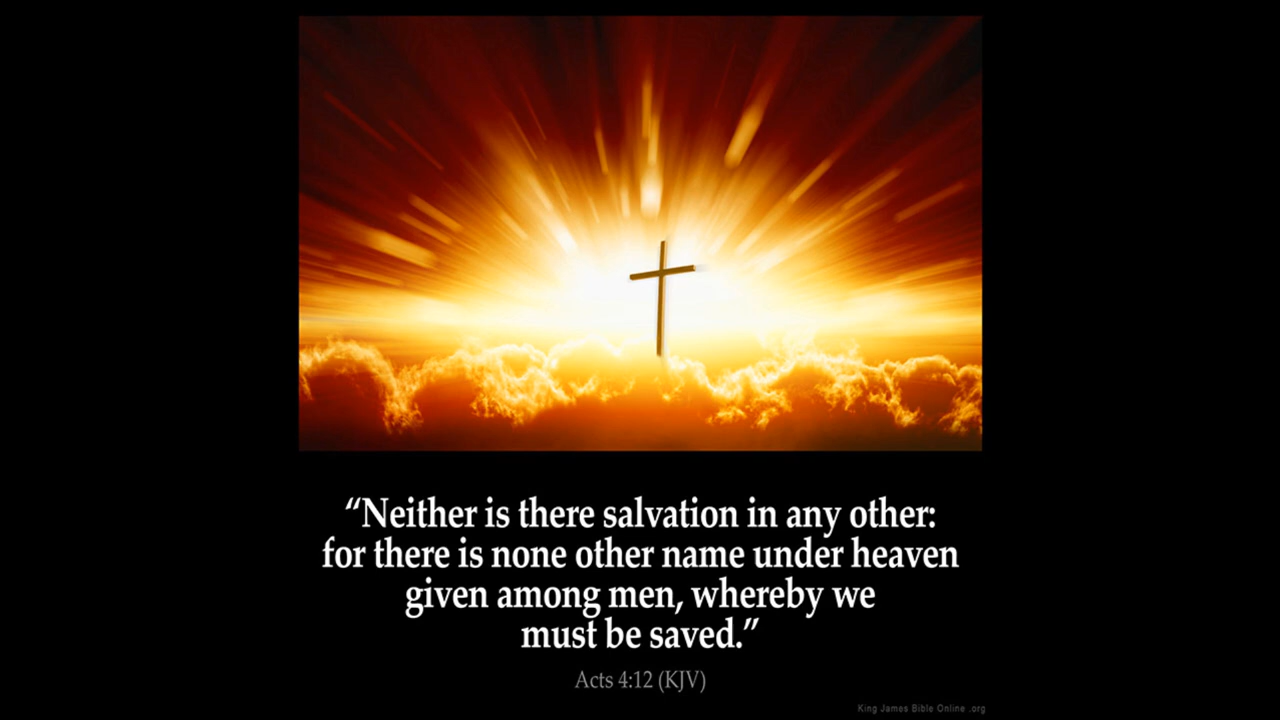 “Neither is there salvation in any other:
for there is none other name under heaven
given among men, whereby we
must be saved.”
Acts 4:12 (KJV)
King James Bible Online .org